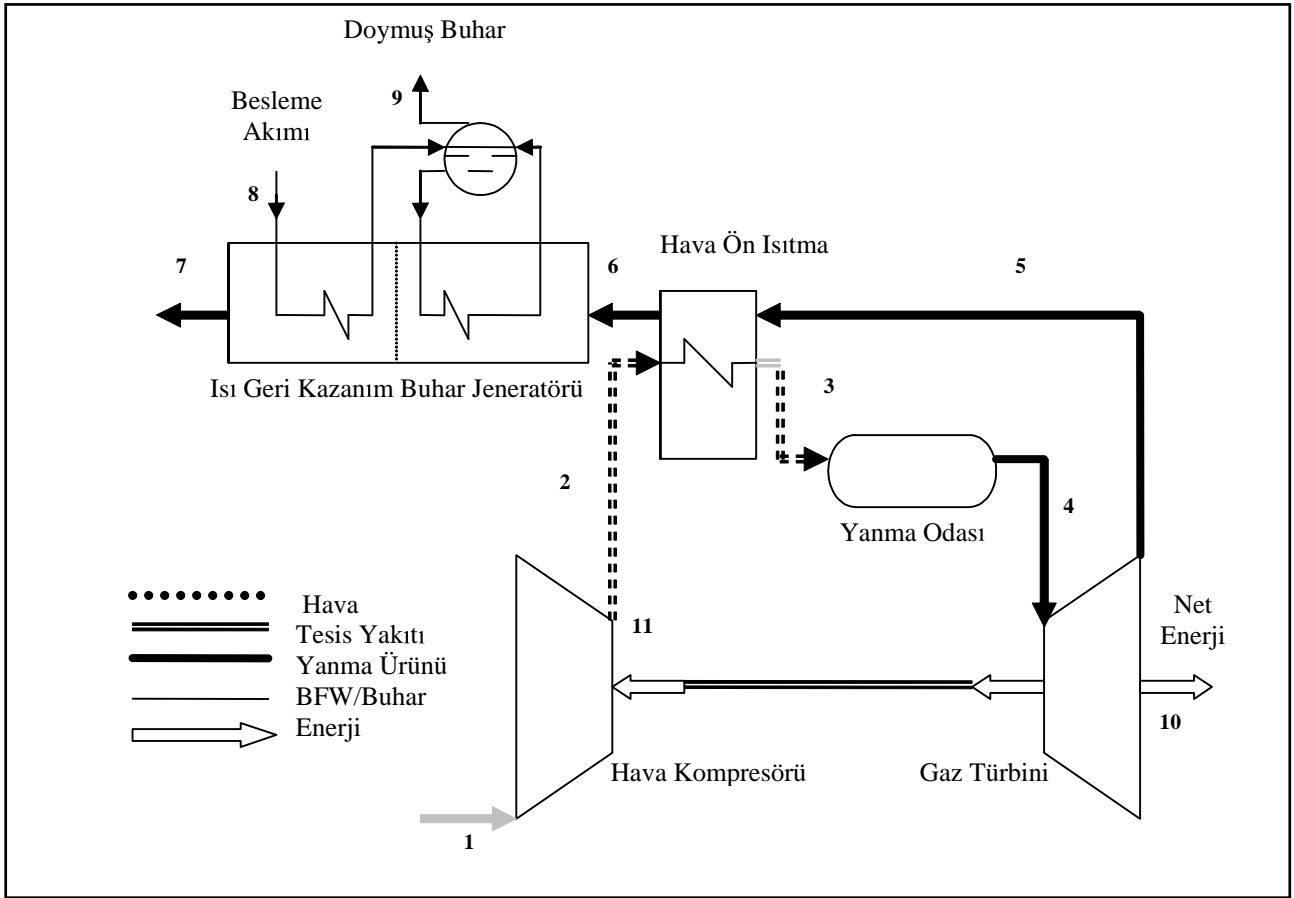 Doymuş Buhar
9
Besleme
Akımı
8
Hava Ön Isıtma
7
6
5
Isı Geri Kazanım Buhar Jeneratörü
3
2
4
Yanma Odası
Hava
Tesis Yakıtı
Yanma Ürünü
BFW/Buhar
Enerji
11
Net
Enerji
10
Hava Kompresörü
Gaz Türbini
1